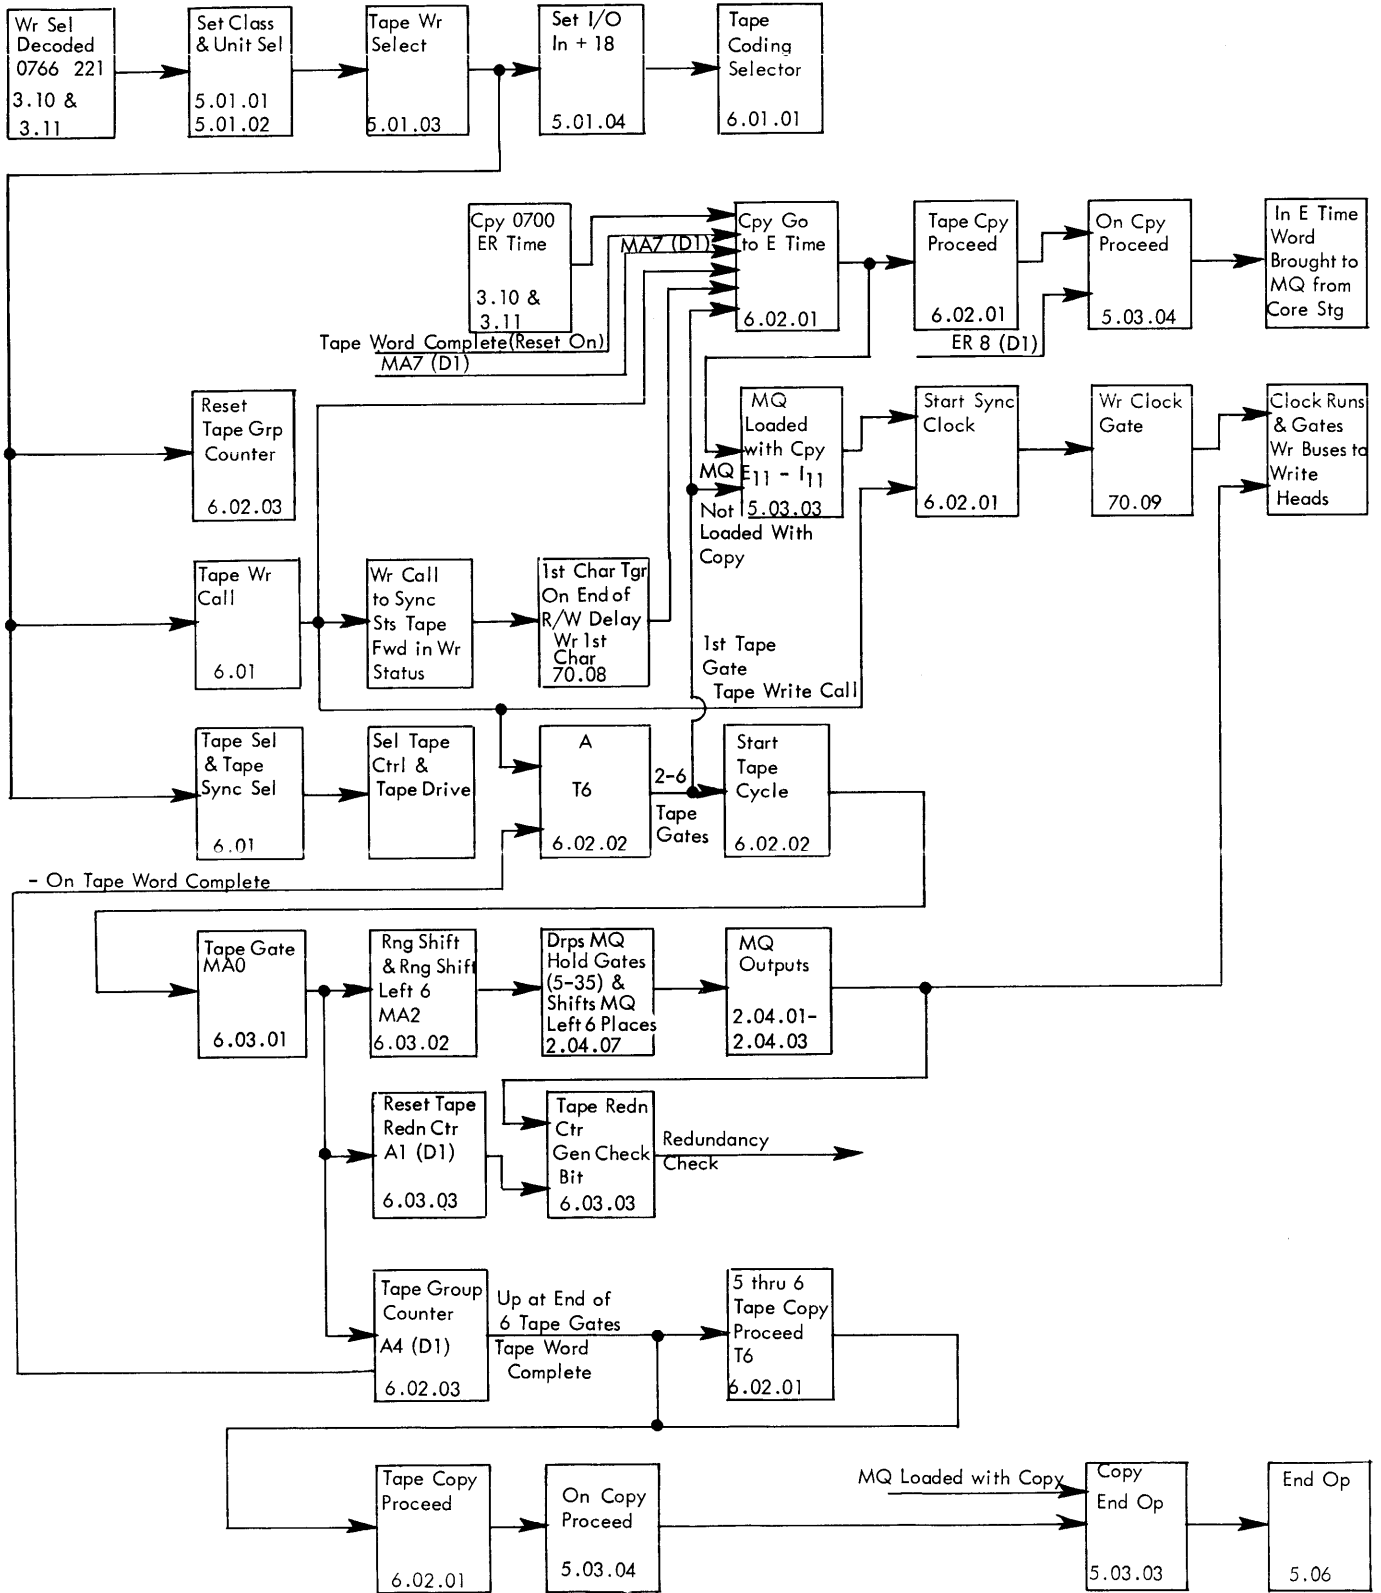 Wr Sel
Decoded
0766 221
3.10 &
3.11
Set Class
& Unit Sel
5.01.01
5.01.02
Tape Wr
Select
5.01.03
Set I/O
In + 18
5.01.04
Tape
Coding
Selector
6.01.01
Cpy 0700
ER Time
3.10 &
3.11
MA7 (D1)
Cpy Go
to E Time
6.02.01
Tape Cpy
Proceed
6.02.01
On Cpy
Proceed
5.03.04
In E Time
Word
Brought to
MQ from
Core Stg
Tape Word Complete(Reset On)
MA7 (D1)
ER 8 (D1)
Reset
Tape Grp
Counter
6.02.03
MQ
Loaded
with Cpy
MQ E11 - I11
5.03.03
Not
Loaded With
Copy
Start Sync
Clock
6.02.01
Wr Clock
Gate
70.09
Clock Runs
& Gates
Wr Buses to
Write
Heads
Tape Wr
Call
6.01
Wr Call
to Sync
Sts Tape
Fwd in Wr
Status
1st Char Tgr
On End of
R/W Delay
Wr 1st
Char
70.08
1st Tape
Gate
Tape Write Call
Tape Sel
& Tape
Sync Sel
6.01
Sel Tape
Ctrl &
Tape Drive
A
T6
6.02.02
2-6
Tape
Gates
Start
Tape
Cycle
6.02.02
- On Tape Word Complete
Tape Gate
MA0
6.03.01
Rng Shift
& Rng Shift
Left 6
MA2
6.03.02
Drps MQ
Hold Gates
(5-35) &
Shifts MQ
Left 6 Places
2.04.07
MQ
Outputs
2.04.01-
2.04.03
Reset Tape
Redn Ctr
A1 (D1)
6.03.03
Tape Redn
Ctr
Gen Check
Bit
6.03.03
Redundancy
Check
Tape Group
Counter
A4 (D1)
6.02.03
Up at End of
6 Tape Gates
Tape Word
Complete
5 thru 6
Tape Copy
Proceed
T6
6.02.01
Tape Copy
Proceed
6.02.01
On Copy
Proceed
5.03.04
MQ Loaded with Copy
Copy
End Op
5.03.03
End Op
5.06